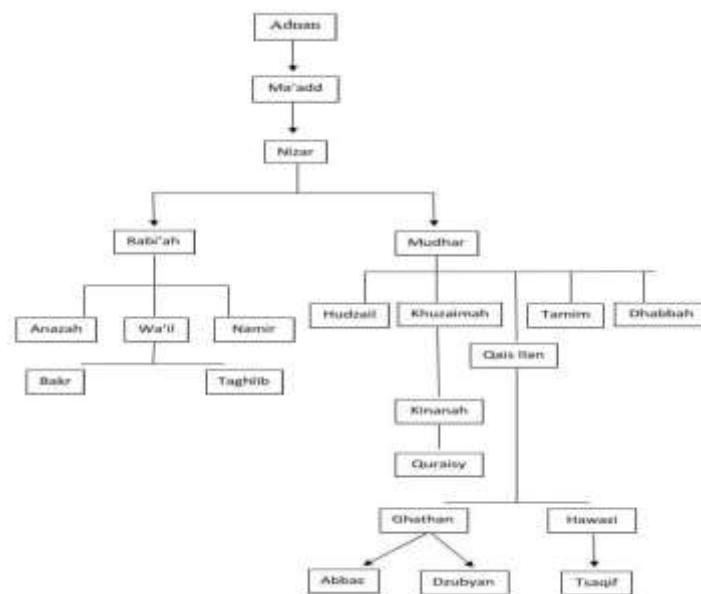 Adnan
Ma'add
Nizar
Rabi'ah
Mudhar
Anazah
Wa'il
Namir
Hudzail
Khuzaimah
Tamim
Dhabbah
Qais Ilan
Bakr
Taghlib
Kinanah
Quraisy
Ghathan
Hawazi
Abbas
Dzubyan
Tsaqif